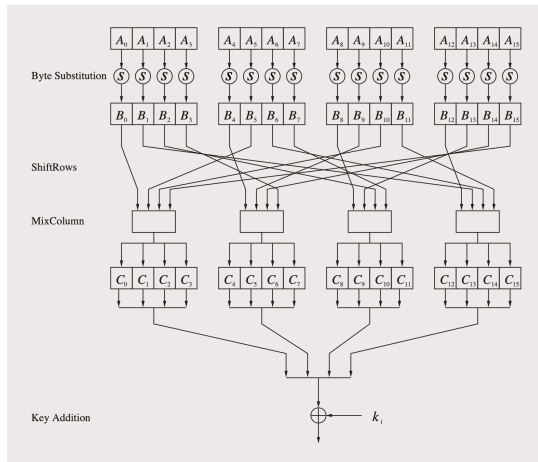 A₀ A₁ A₂ A₃ A₄ A₅ A₆ A₇ A₈ A₉ A₁₀ A₁₁ A₁₂ A₁₃ A₁₄ A₁₅
Byte Substitution S S S S S S S S S S S S S S S S
B₀ B₁ B₂ B₃ B₄ B₅ B₆ B₇ B₈ B₉ B₁₀ B₁₁ B₁₂ B₁₃ B₁₄ B₁₅
ShiftRows
MixColumn
C₀ C₁ C₂ C₃ C₄ C₅ C₆ C₇ C₈ C₉ C₁₀ C₁₁ C₁₂ C₁₃ C₁₄ C₁₅
Key Addition kᵢ